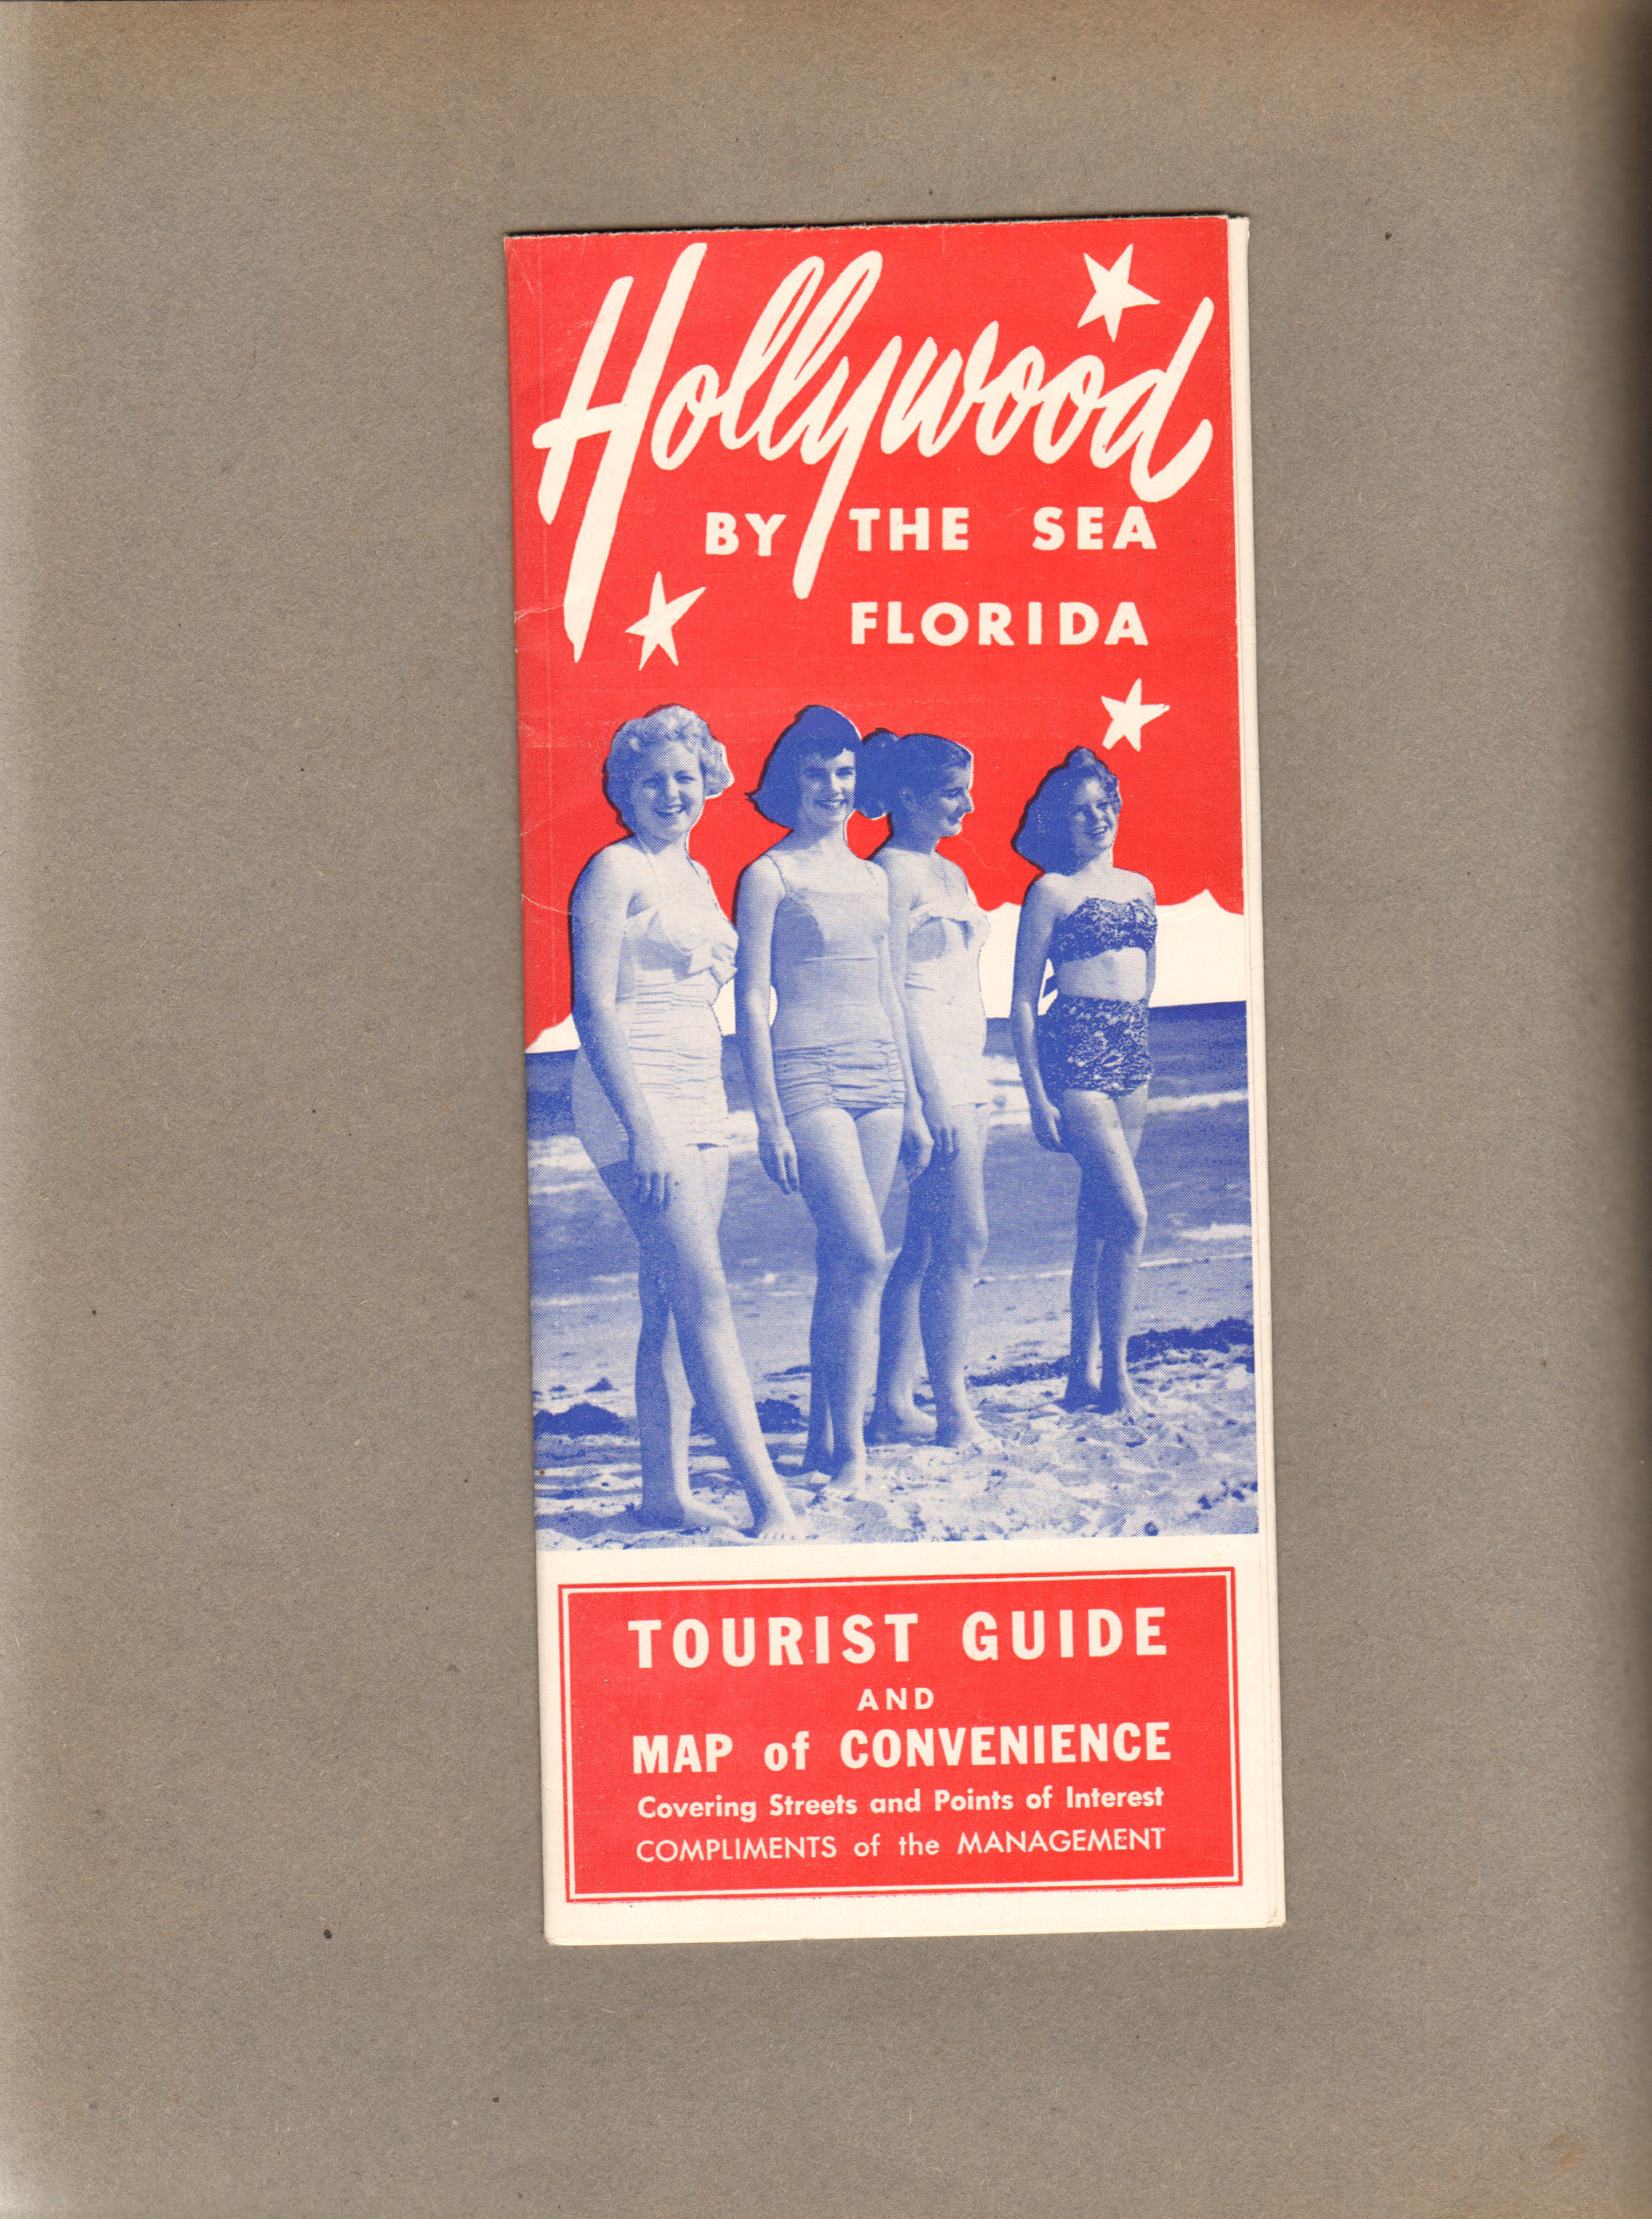 Hollywood
BY THE SEA
FLORIDA
TOURIST GUIDE
AND
MAP of CONVENIENCE
Covering Streets and Points of Interest
COMPLIMENTS of the MANAGEMENT